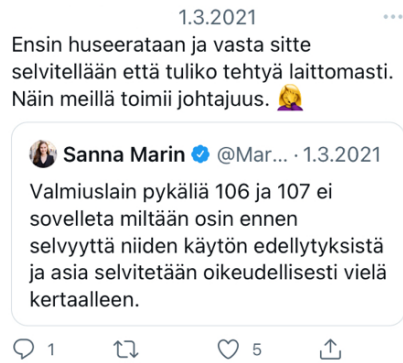 1.3.2021
Ensin huseerataan ja vasta sitte
selvitellään että tuliko tehtyä laittomasti.
Näin meillä toimii johtajuus. 🤦‍♀️
Sanna Marin @Mar... · 1.3.2021
Valmiuslain pykäliä 106 ja 107 ei
sovelleta miltään osin ennen
selvyyttä niiden käytön edellytyksistä
ja asia selvitetään oikeudellisesti vielä
kertaalleen.
1 5